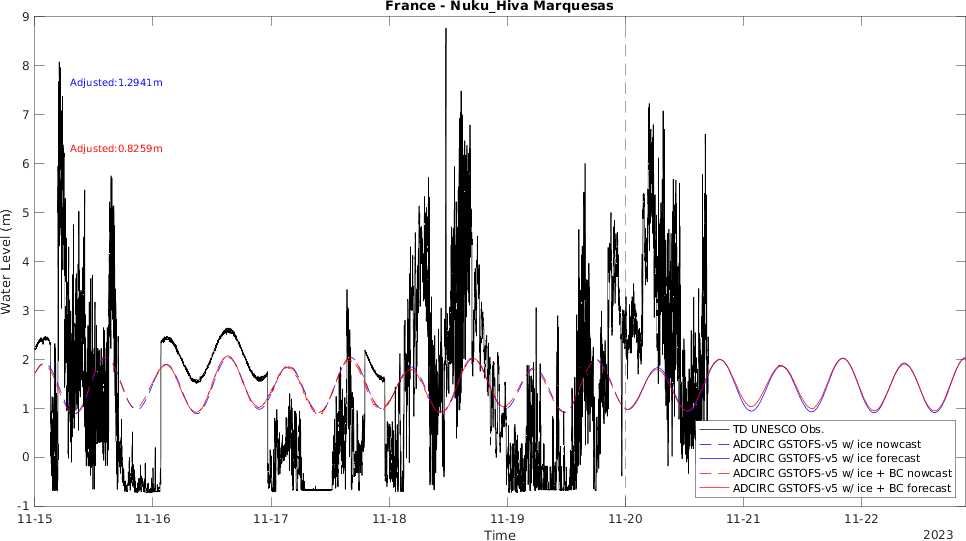 France - Nuku_Hiva Marquesas
9
8
7
6
5
4
3
2
1
0
-1
Water Level (m)
Adjusted:1.2941m
Adjusted:0.8259m
TD UNESCO Obs.
ADCIRC GSTOFS-v5 w/ ice nowcast
ADCIRC GSTOFS-v5 w/ ice forecast
ADCIRC GSTOFS-v5 w/ ice + BC nowcast
ADCIRC GSTOFS-v5 w/ ice + BC forecast
11-15 11-16 11-17 11-18 11-19 11-20 11-21 11-22
Time
2023